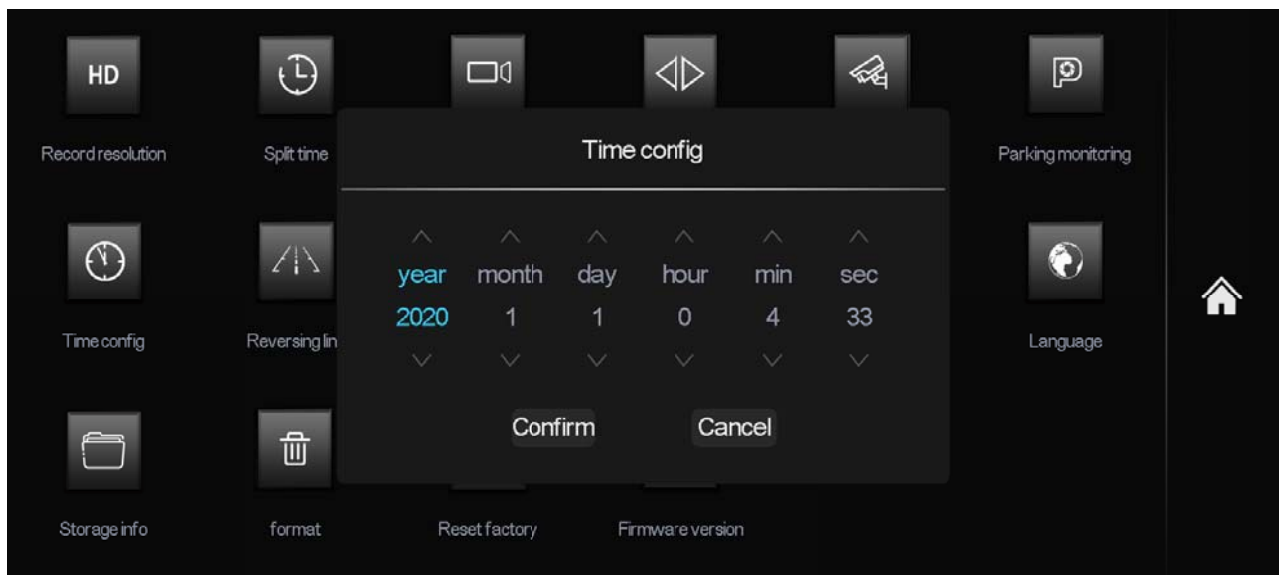 HD
Record resolution
Split time
Parking monitoring
Time config
year month day hour min sec
2020 1 1 0 4 33
Confirm Cancel
Time config
Reversing lin
Language
Storage info
format
Reset factory
Firmware version